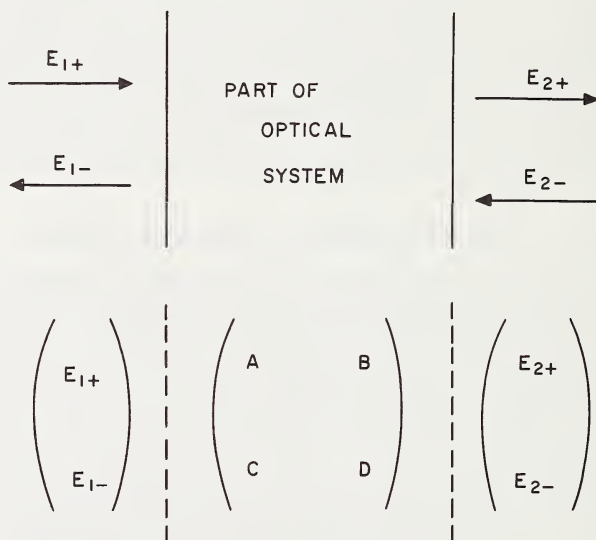 E1+
PART OF
OPTICAL
SYSTEM
E2+
E1-
E2-
E1+
A
B
E2+
E1-
C
D
E2-